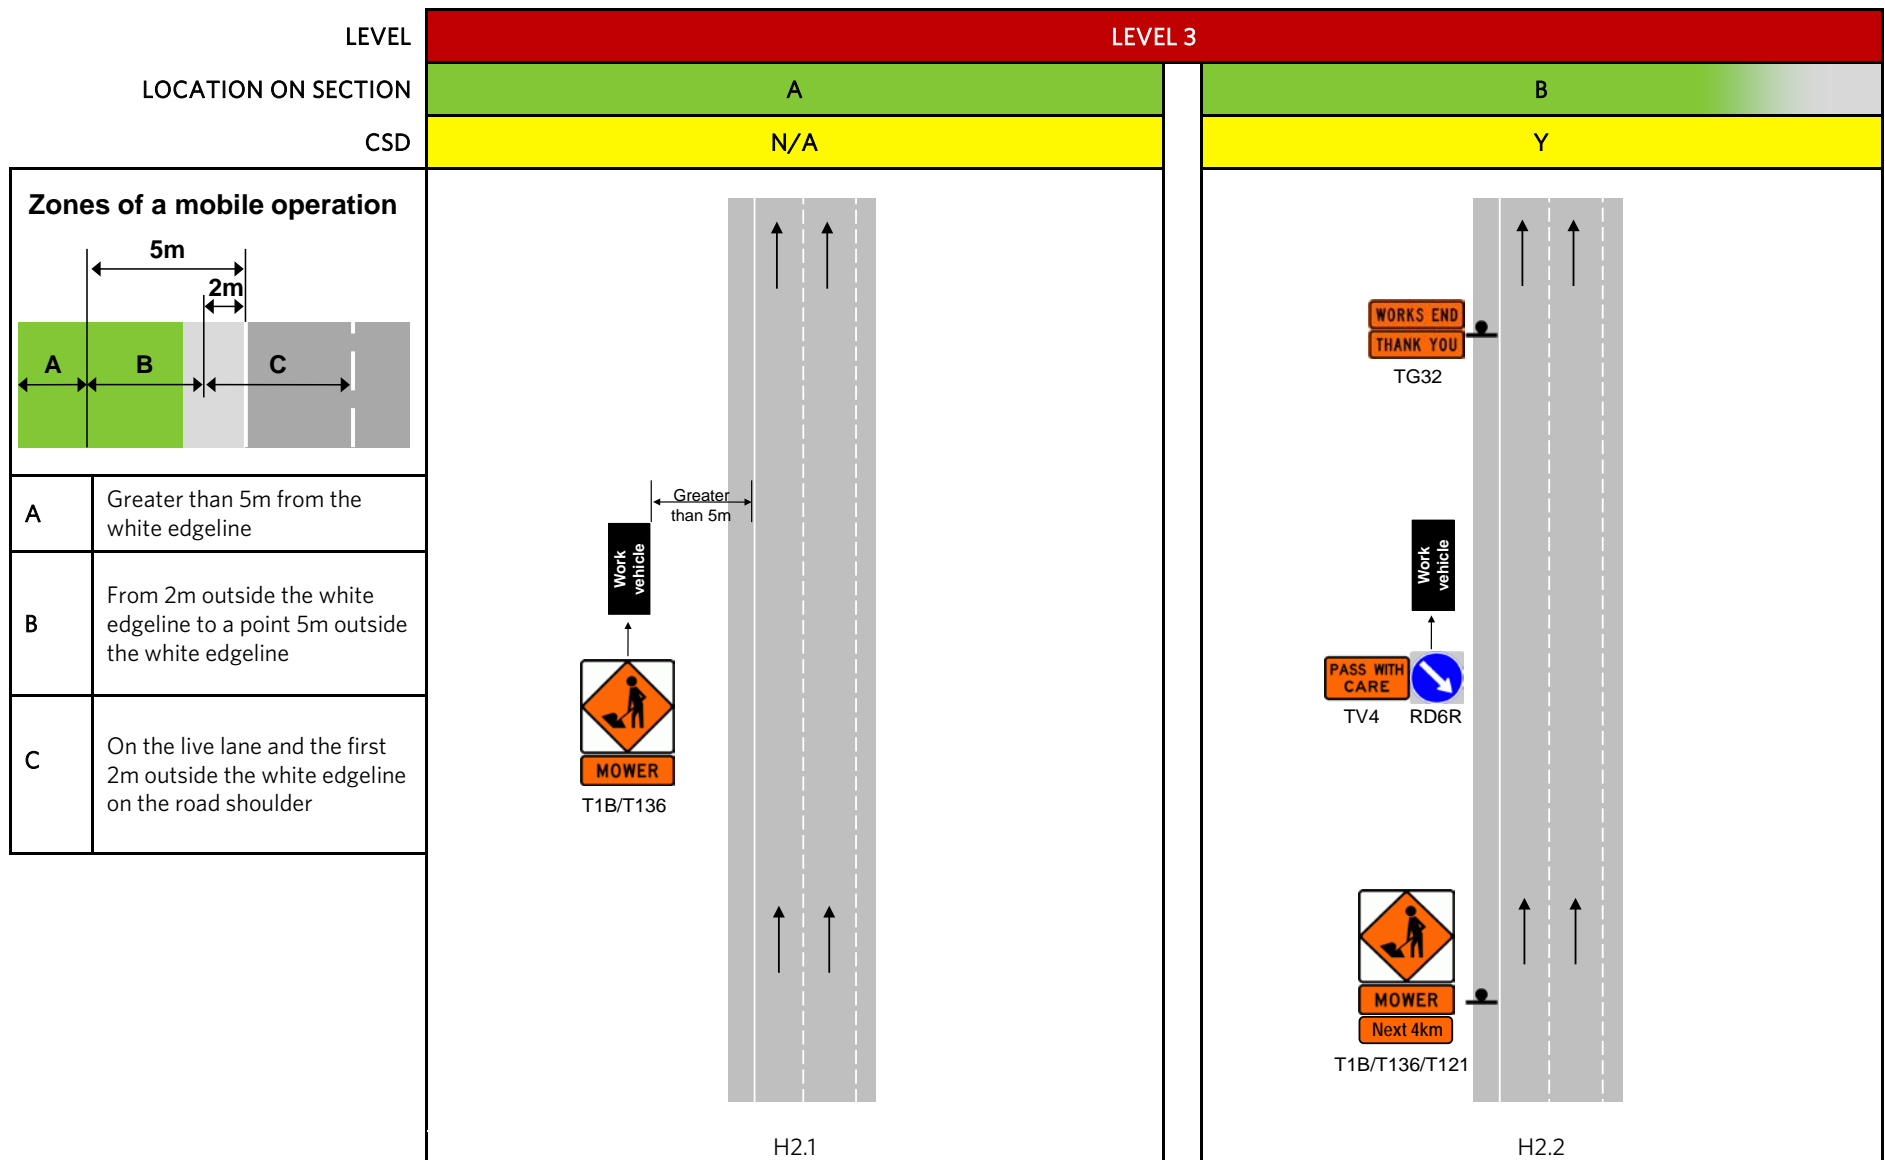 LEVEL
LEVEL 3
LOCATION ON SECTION
A
B
CSD
N/A
Y
Zones of a mobile operation
5m
2m
A
B
C
A
Greater than 5m from the
white edgeline
B
From 2m outside the white
edgeline to a point 5m outside
the white edgeline
C
On the live lane and the first
2m outside the white edgeline
on the road shoulder
Greater
than 5m
Work
vehicle
MOWER
T1B/T136
H2.1
WORKS END
THANK YOU
TG32
Work
vehicle
PASS WITH
CARE
TV4
RD6R
MOWER
Next 4km
T1B/T136/T121
H2.2